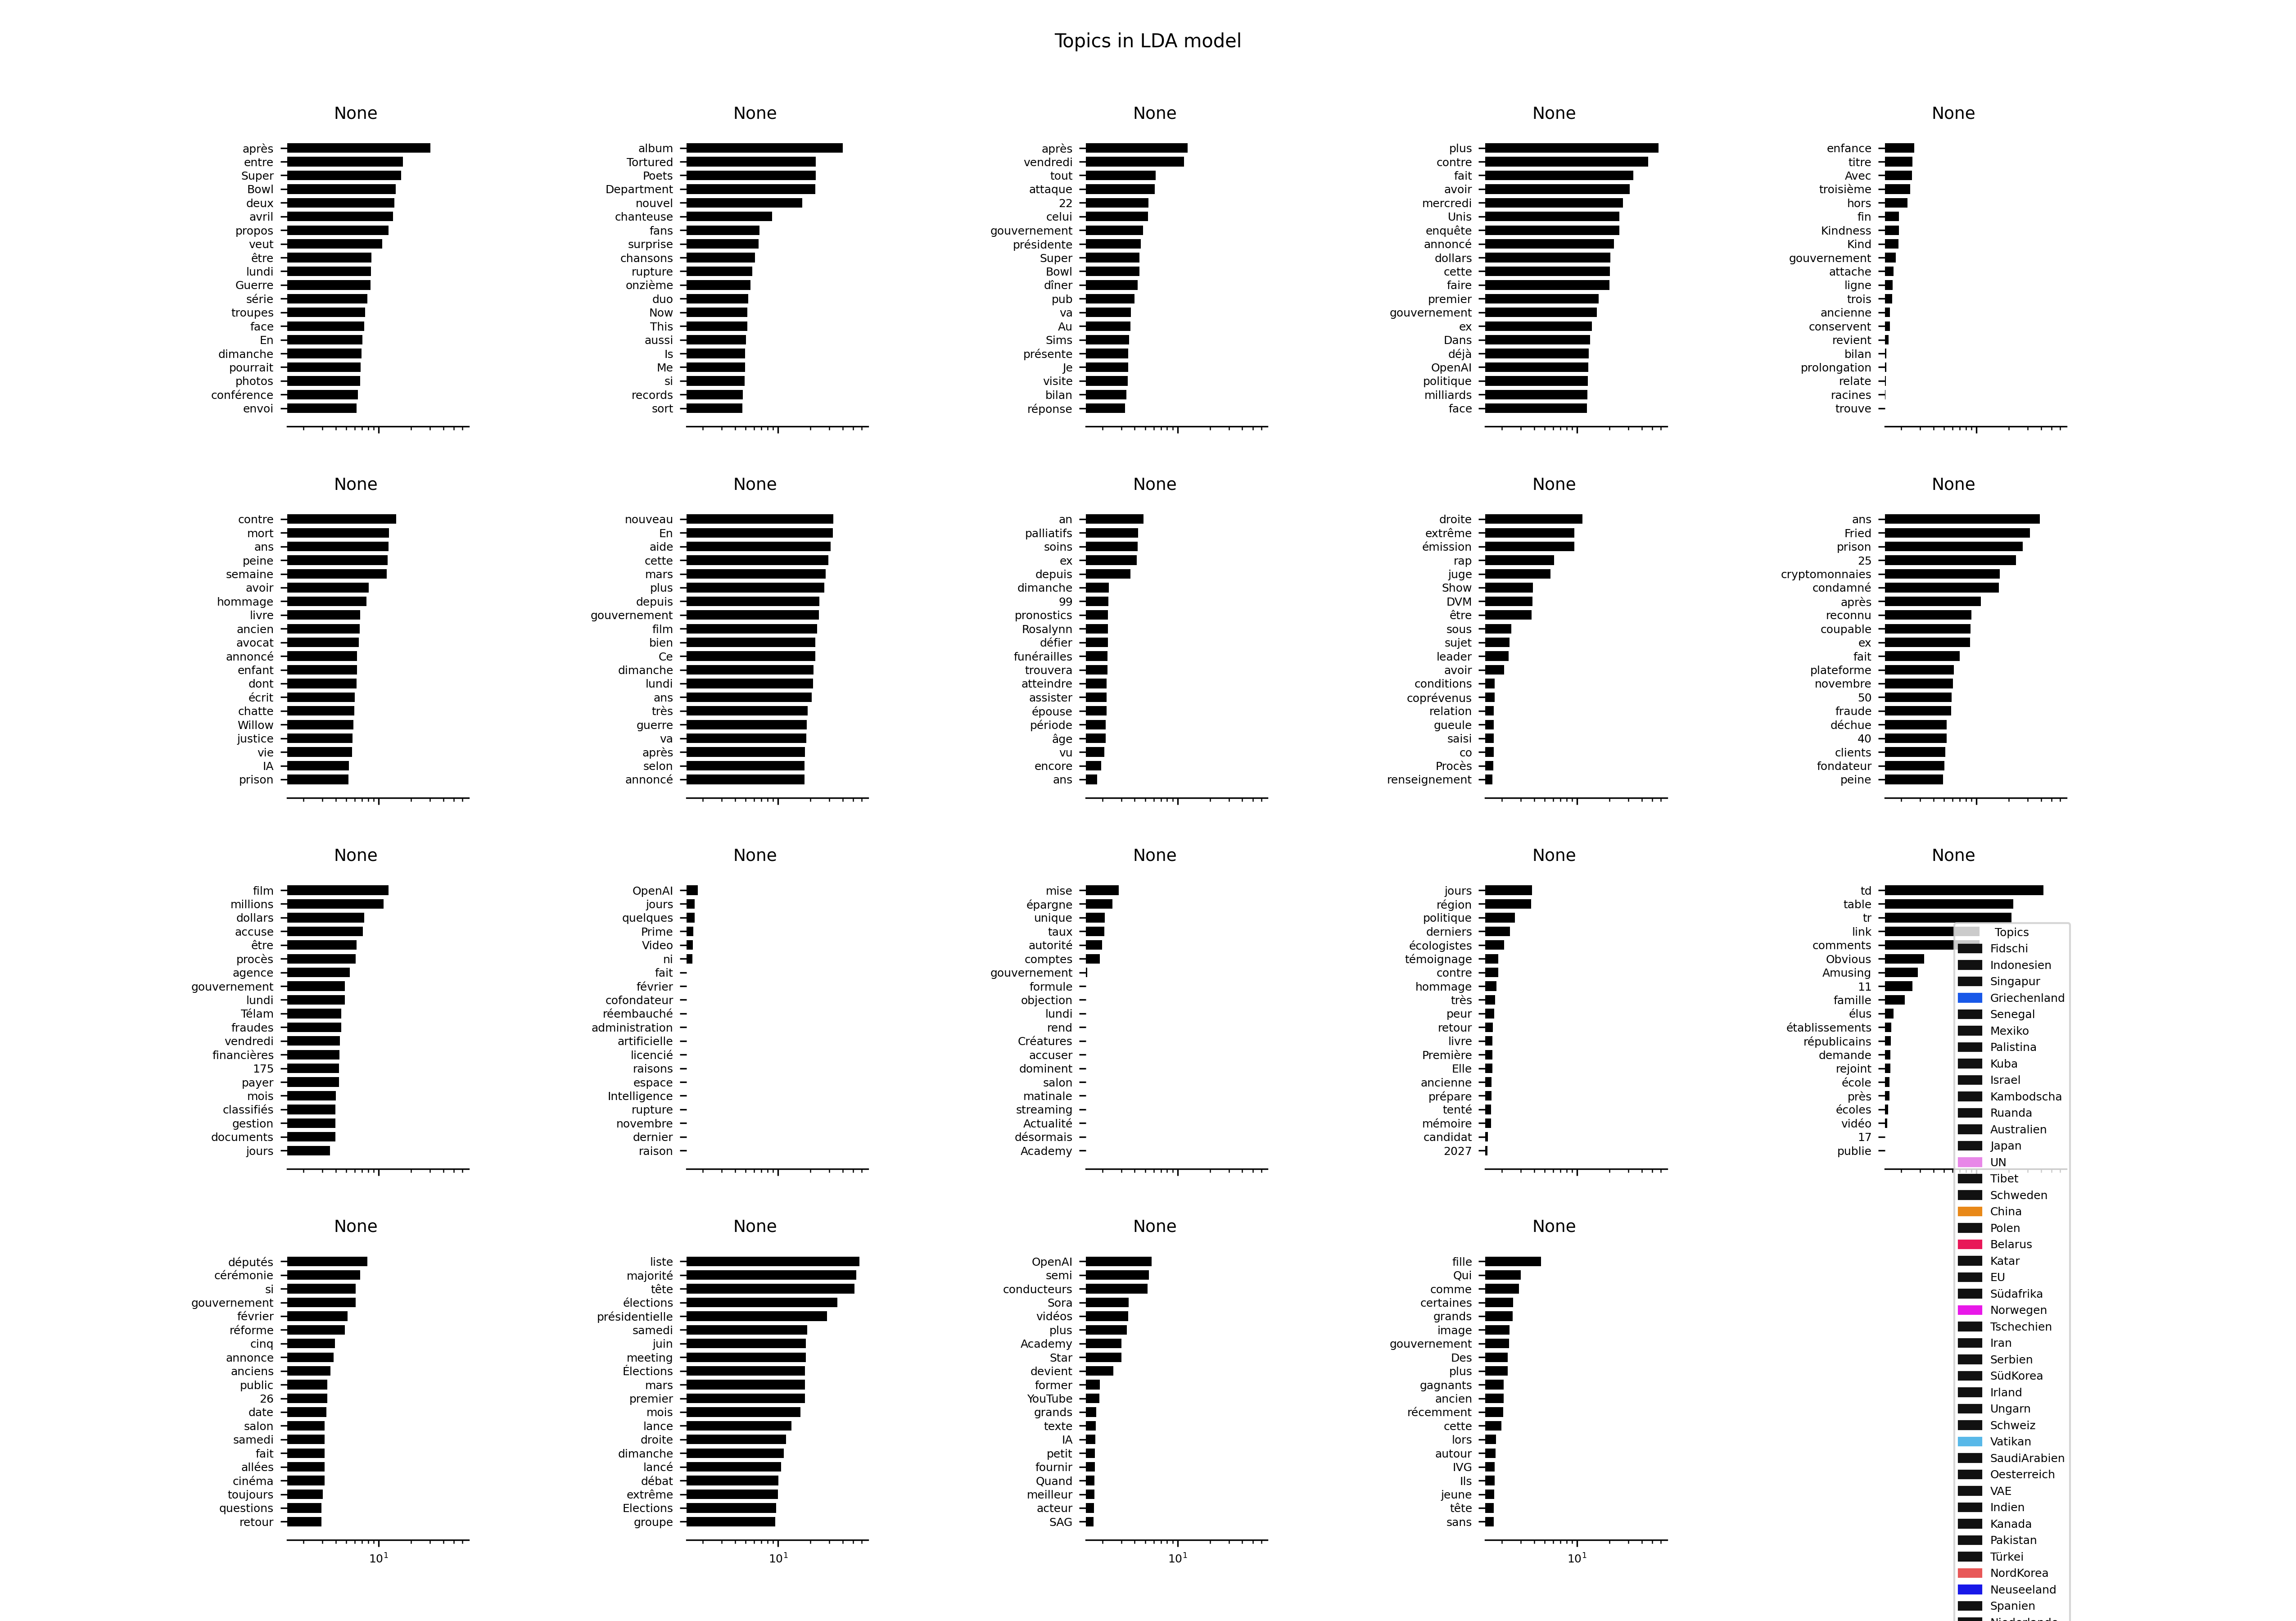 Topics in LDA model
None
après
entre
Super
Bowl
deux
avril
propos
veut
être
lundi
Guerre
série
troupes
face
En
dimanche
pourrait
photos
conférence
envoi
None
album
Tortured
Poets
Department
nouvel
chanteuse
fans
surprise
chansons
rupture
onzième
duo
Now
This
aussi
Is
Me
si
records
sort
None
après
vendredi
tout
attaque
22
celui
gouvernement
présidente
Super
Bowl
dîner
pub
va
Au
Sims
présente
Je
visite
bilan
réponse
None
plus
contre
fait
avoir
mercredi
Unis
enquête
annoncé
dollars
cette
faire
premier
gouvernement
ex
Dans
déjà
OpenAI
politique
milliards
face
None
enfance
titre
Avec
troisième
hors
fin
Kindness
Kind
gouvernement
attache
ligne
trois
ancienne
conservent
revient
bilan
prolongation
relate
racines
trouve
None
contre
mort
ans
peine
semaine
avoir
hommage
livre
ancien
avocat
annoncé
enfant
dont
écrit
chatte
Willow
justice
vie
IA
prison
None
nouveau
En
aide
cette
mars
plus
depuis
gouvernement
film
bien
Ce
dimanche
lundi
ans
très
guerre
va
après
selon
annoncé
None
an
palliatifs
soins
ex
depuis
dimanche
99
pronostics
Rosalynn
défier
funérailles
trouvera
atteindre
assister
épouse
période
âge
vu
encore
ans
None
droite
extrême
émission
rap
juge
Show
DVM
être
sous
sujet
leader
avoir
conditions
coprévenus
relation
gueule
saisi
co
Procès
renseignement
None
ans
Fried
prison
25
cryptomonnaies
condamné
après
reconnu
coupable
ex
fait
plateforme
novembre
50
fraude
déchue
40
clients
fondateur
peine
None
film
millions
dollars
accuse
être
procès
agence
gouvernement
lundi
Télam
fraudes
vendredi
financières
175
payer
mois
classifiés
gestion
documents
jours
None
OpenAI
jours
quelques
Prime
Video
ni
fait
février
cofondateur
réembauché
administration
artificielle
licencié
raisons
espace
Intelligence
rupture
novembre
dernier
raison
None
mise
épargne
unique
taux
autorité
comptes
gouvernement
formule
objection
lundi
rend
Créatures
accuser
dominent
salon
matinale
streaming
Actualité
désormais
Academy
None
jours
région
politique
derniers
écologistes
témoignage
contre
hommage
très
peur
retour
livre
Première
Elle
ancienne
prépare
tenté
mémoire
candidat
2027
None
td
table
tr
link
comments
Obvious
Amusing
11
famille
élus
établissements
républicains
demande
rejoint
école
près
écoles
vidéo
17
publie
None
députés
cérémonie
si
gouvernement
février
réforme
cinq
annonce
anciens
public
26
date
salon
samedi
fait
allées
cinéma
toujours
questions
retour
10¹
None
liste
majorité
tête
élections
présidentielle
samedi
juin
meeting
Élections
mars
premier
mois
lance
droite
dimanche
lancé
débat
extrême
Elections
groupe
10¹
None
OpenAI
semi
conducteurs
Sora
vidéos
plus
Academy
Star
devient
former
YouTube
grands
texte
IA
petit
fournir
Quand
meilleur
acteur
SAG
10¹
None
fille
Qui
comme
certaines
grands
image
gouvernement
Des
plus
gagnants
ancien
récemment
cette
lors
autour
IVG
Ils
jeune
tête
sans
10¹
Topics
Fidschi
Indonesien
Singapur
Griechenland
Senegal
Mexiko
Palistina
Kuba
Israel
Kambodscha
Ruanda
Australien
Japan
UN
Tibet
Schweden
China
Polen
Belarus
Katar
EU
Südafrika
Norwegen
Tschechien
Iran
Serbien
SüdKorea
Irland
Ungarn
Schweiz
Vatikan
SaudiArabien
Oesterreich
VAE
Indien
Kanada
Pakistan
Türkei
NordKorea
Neuseeland
Spanien